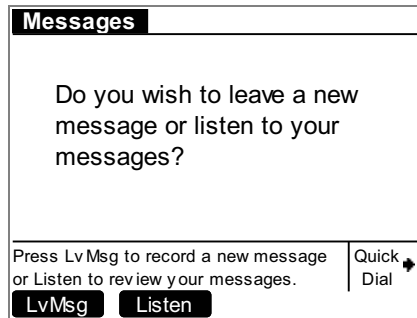 Messages
Do you wish to leave a new
message or listen to your
messages?
Press LvMsg to record a new message
or Listen to review your messages.
Quick
Dial
LvMsg Listen